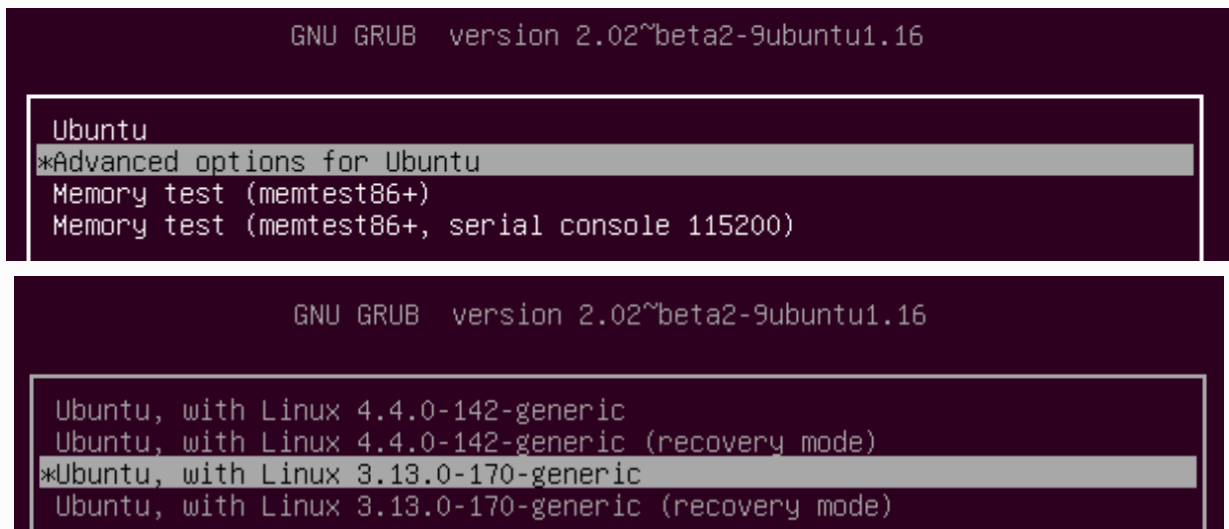 GNU GRUB  version 2.02~beta2-9ubuntu1.16
Ubuntu
*Advanced options for Ubuntu
Memory test (memtest86+)
Memory test (memtest86+, serial console 115200)
GNU GRUB  version 2.02~beta2-9ubuntu1.16
Ubuntu, with Linux 4.4.0-142-generic
Ubuntu, with Linux 4.4.0-142-generic (recovery mode)
*Ubuntu, with Linux 3.13.0-170-generic
Ubuntu, with Linux 3.13.0-170-generic (recovery mode)